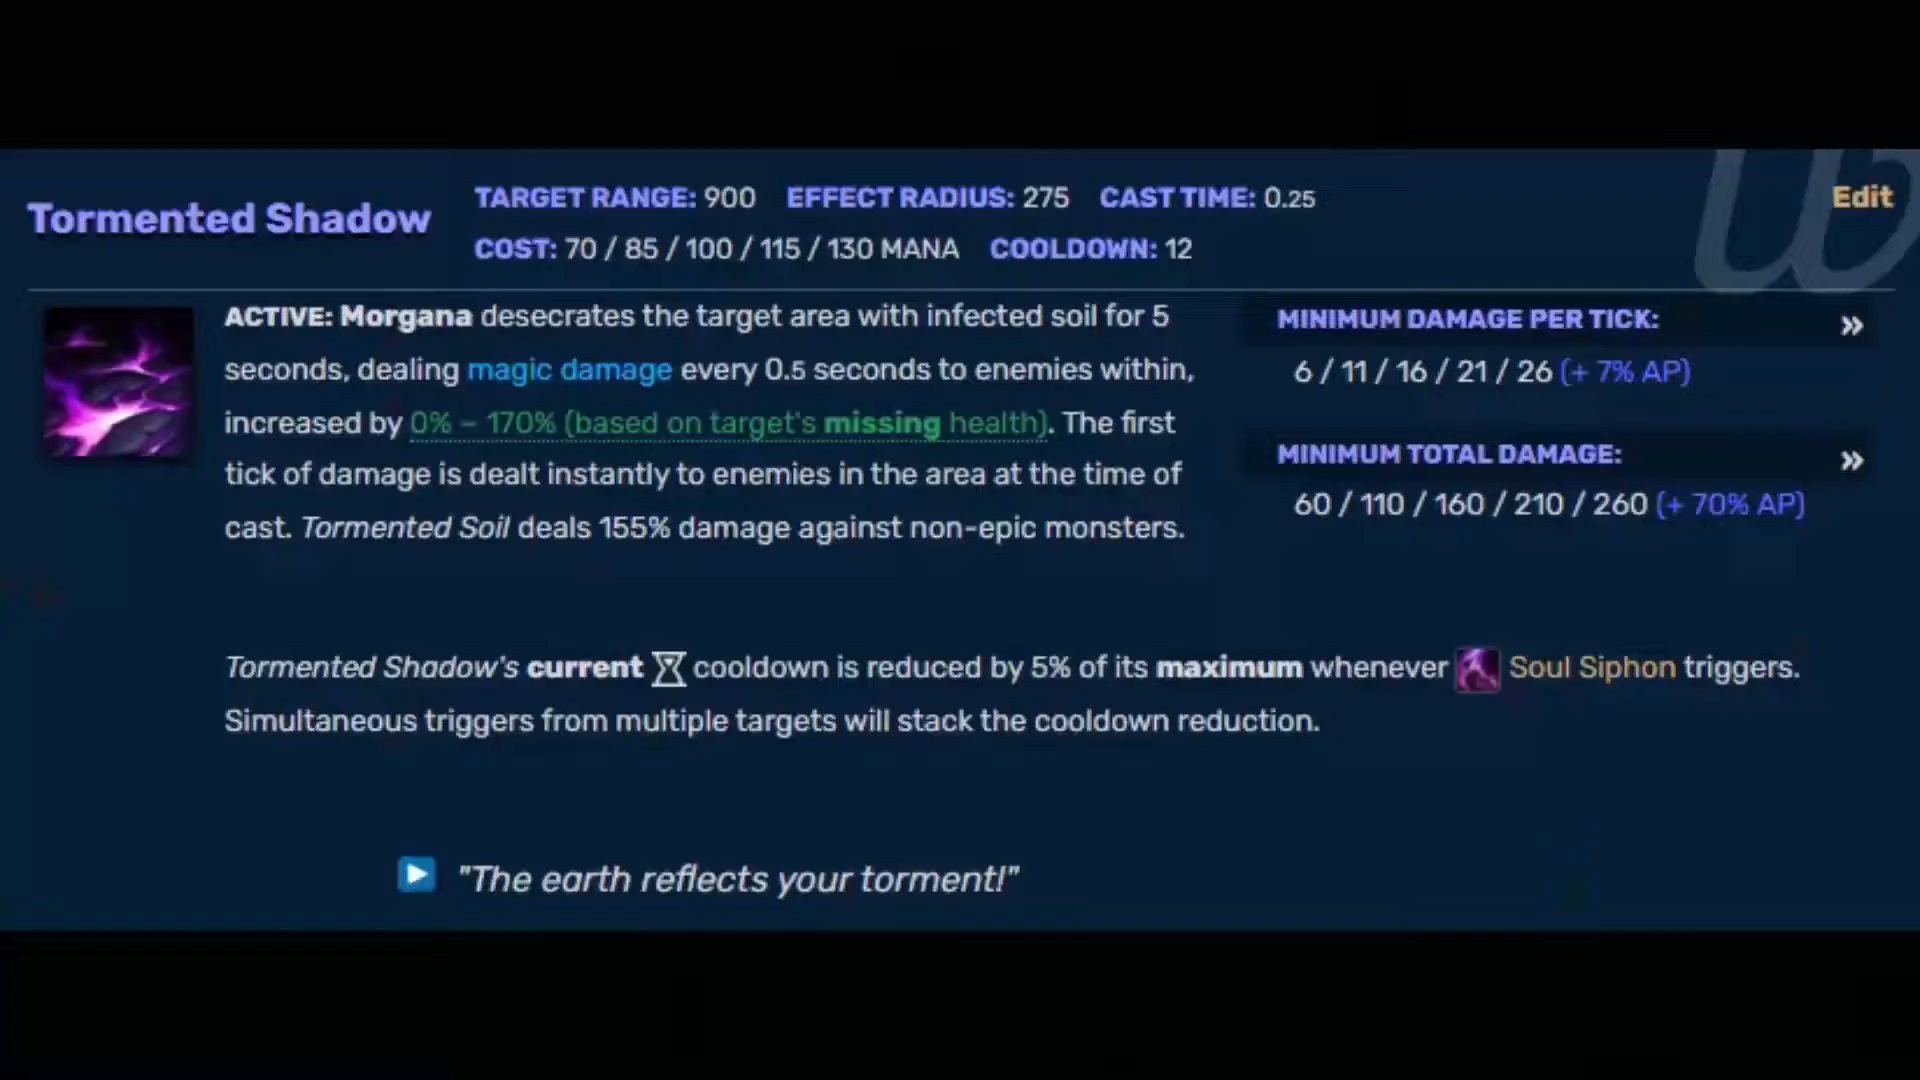 Tormented Shadow
TARGET RANGE: 900 EFFECT RADIUS: 275 CAST TIME: 0.25
COST: 70 / 85 / 100 / 115 / 130 MANA COOLDOWN: 12
Edit
ACTIVE: Morgana desecrates the target area with infected soil for 5
seconds, dealing magic damage every 0.5 seconds to enemies within,
increased by 0% – 170% (based on target's missing health). The first
tick of damage is dealt instantly to enemies in the area at the time of
cast. Tormented Soil deals 155% damage against non-epic monsters.
MINIMUM DAMAGE PER TICK: »
6 / 11 / 16 / 21 / 26 (+ 7% AP)
MINIMUM TOTAL DAMAGE: »
60 / 110 / 160 / 210 / 260 (+ 70% AP)
Tormented Shadow's current cooldown is reduced by 5% of its maximum whenever Soul Siphon triggers.
Simultaneous triggers from multiple targets will stack the cooldown reduction.
"The earth reflects your torment!"